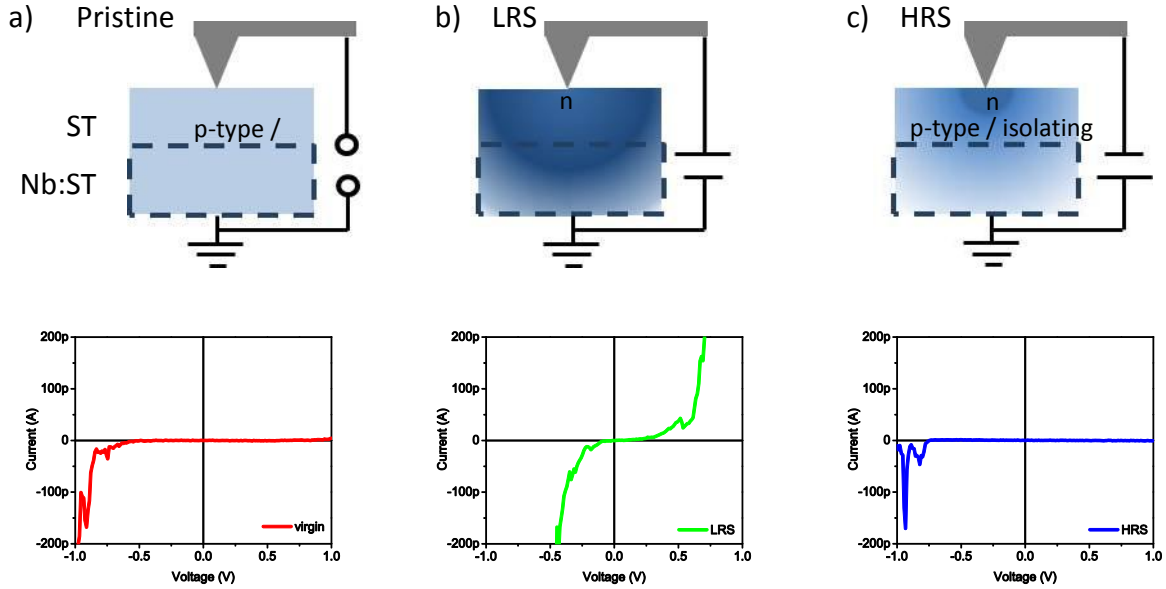 a) Pristine
b) LRS
c) HRS
ST
Nb:ST
p-type /
n
n
p-type / isolating
200p
100p
0
-100p
-200p
-1.0 -0.5 0.0 0.5 1.0
Current (A)
Voltage (V)
virgin
200p
100p
0
-100p
-200p
-1.0 -0.5 0.0 0.5 1.0
Current (A)
Voltage (V)
LRS
200p
100p
0
-100p
-200p
-1.0 -0.5 0.0 0.5 1.0
Current (A)
Voltage (V)
HRS